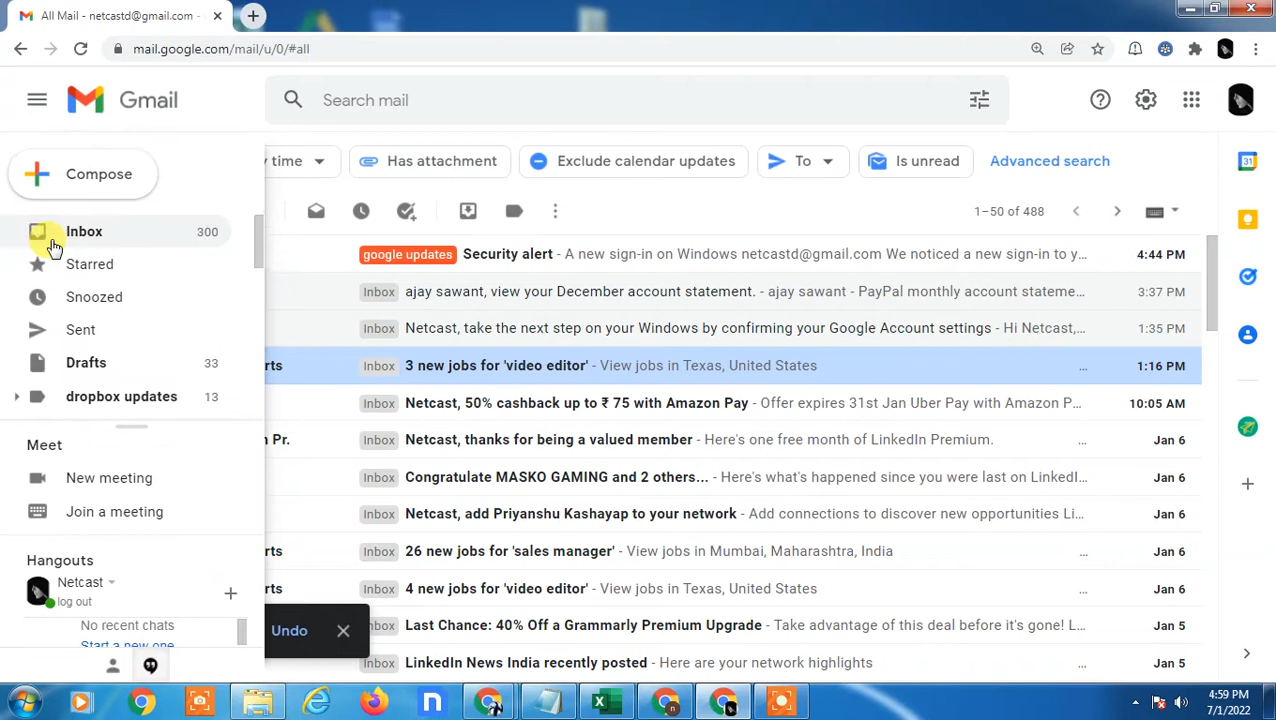 All Mail - netcastd@gmail.com -
mail.google.com/mail/u/0/#all
Gmail
Search mail
Compose
y time
Has attachment
Exclude calendar updates
To
Is unread
Advanced search
1–50 of 488
Inbox 300
Starred
Snoozed
Sent
Drafts 33
dropbox updates 13
Meet
New meeting
Join a meeting
Hangouts
Netcast
log out
No recent chats
Start a new one
google updates Security alert - A new sign-in on Windows netcastd@gmail.com We noticed a new sign-in to y... 4:44 PM
Inbox ajay sawant, view your December account statement. - ajay sawant - PayPal monthly account stateme... 3:37 PM
Inbox Netcast, take the next step on your Windows by confirming your Google Account settings - Hi Netcast,... 1:35 PM
rts Inbox 3 new jobs for 'video editor' - View jobs in Texas, United States ... 1:16 PM
Inbox Netcast, 50% cashback up to ₹ 75 with Amazon Pay - Offer expires 31st Jan Uber Pay with Amazon P... 10:05 AM
Inbox Netcast, thanks for being a valued member - Here's one free month of LinkedIn Premium. ... Jan 6
n Pr. Inbox Congratulate MASKO GAMING and 2 others... - Here's what's happened since you were last on LinkedIn ... Jan 6
Inbox Netcast, add Priyanshu Kashayap to your network - Add connections to discover new opportunities Li... Jan 6
rts Inbox 26 new jobs for 'sales manager' - View jobs in Mumbai, Maharashtra, India ... Jan 6
rts Inbox 4 new jobs for 'video editor' - View jobs in Texas, United States ... Jan 6
Inbox Last Chance: 40% Off a Grammarly Premium Upgrade - Take advantage of this deal before it's gone! L... Jan 5
Inbox LinkedIn News India recently posted - Here are your network highlights ... Jan 5
Undo
31
4:59 PM
7/1/2022